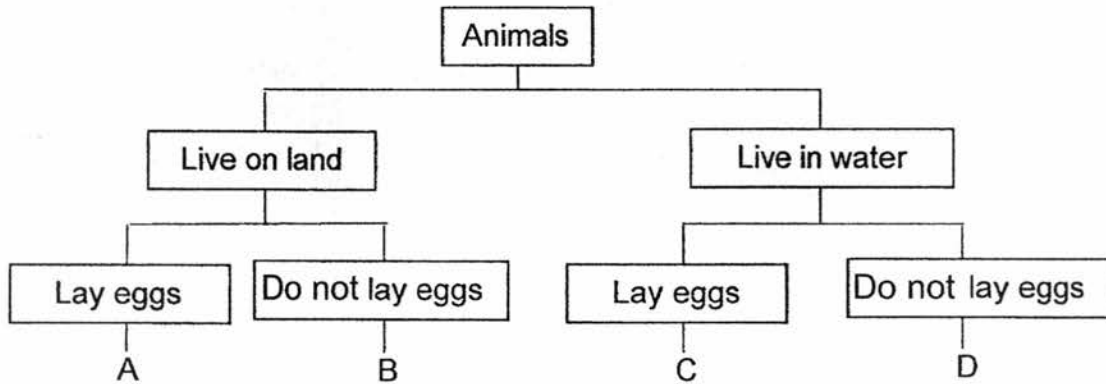 Animals
Live on land
Live in water
Lay eggs
Do not lay eggs
Lay eggs
Do not lay eggs
A
B
C
D